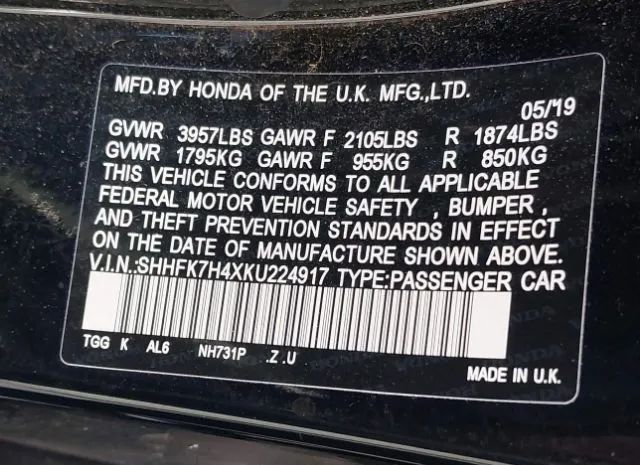 MFD.BY HONDA OF THE U.K. MFG.,LTD.
05/19
GVWR 3957LBS GAWR F 2105LBS R 1874LBS
GVWR 1795KG GAWR F 955KG R 850KG
THIS VEHICLE CONFORMS TO ALL APPLICABLE
FEDERAL MOTOR VEHICLE SAFETY , BUMPER ,
AND THEFT PREVENTION STANDARDS IN EFFECT
ON THE DATE OF MANUFACTURE SHOWN ABOVE.
V.I.N.:SHHFK7H4XKU224917 TYPE:PASSENGER CAR
TGG K AL6 NH731P .Z .U
MADE IN U.K.